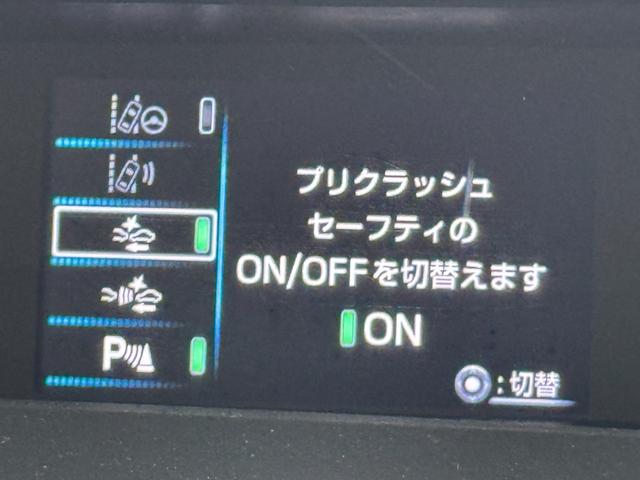 プリクラッシュ
セーフティの
ON/OFFを切替えます
ON
P
:切替